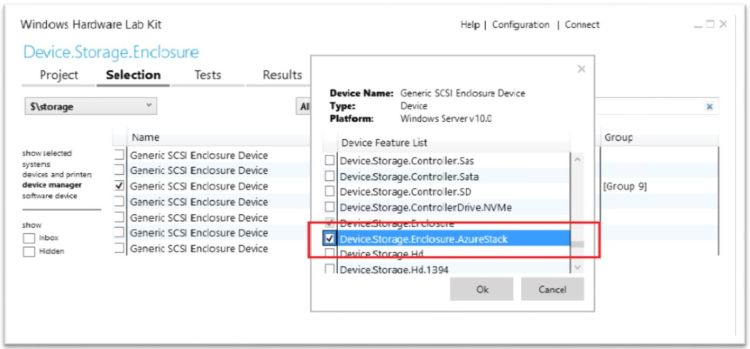 Windows Hardware Lab Kit
Help | Configuration | Connect
Device.Storage.Enclosure
Project Selection Tests Results
$\storage
All
Name
Group
show selected
systems
devices and printers
device manager
software device
show
Inbox
Hidden
Generic SCSI Enclosure Device
Generic SCSI Enclosure Device
Generic SCSI Enclosure Device [Group 9]
Generic SCSI Enclosure Device
Generic SCSI Enclosure Device
Generic SCSI Enclosure Device
Generic SCSI Enclosure Device
Device Name: Generic SCSI Enclosure Device
Type: Device
Platform: Windows Server v10.0
Device Feature List
Device.Storage.Controller.Sas
Device.Storage.Controller.Sata
Device.Storage.Controller.SD
Device.Storage.ControllerDrive.NVMe
Device.Storage.Enclosure
Device.Storage.Enclosure.AzureStack
Device.Storage.Hd
Device.Storage.Hd.1394
Ok Cancel